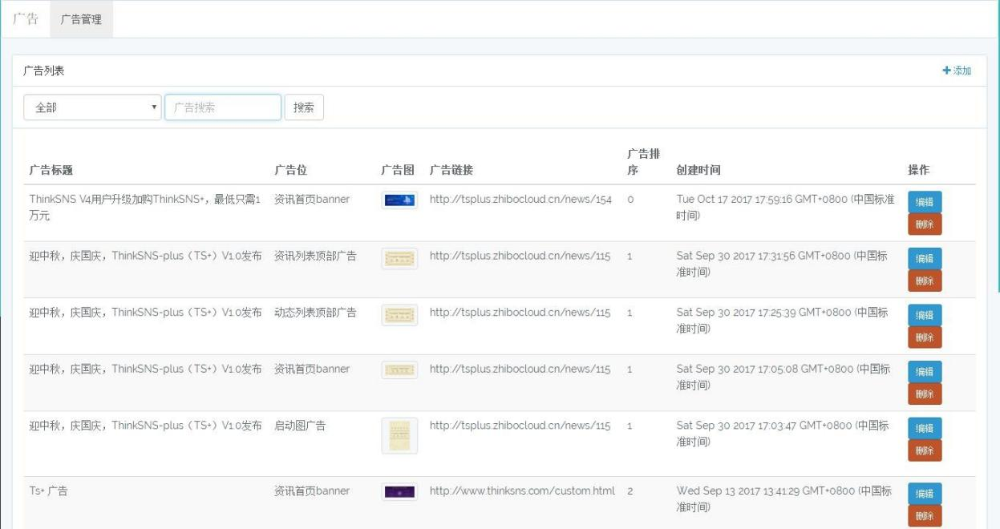 广告 广告管理
广告列表 添加
全部 广告搜索 搜索
广告标题 广告位 广告图 广告链接 广告排序 创建时间 操作
ThinkSNS V4用户升级加购ThinkSNS+，最低只需1 资讯首页banner http://tsplus.zhibocloud.cn/news/154 0 Tue Oct 17 2017 17:59:16 GMT+0800 (中国标准 编辑
万元 时间) 删除
迎中秋，庆国庆，ThinkSNS-plus（TS+）V1.0发布 资讯列表顶部广告 http://tsplus.zhibocloud.cn/news/115 1 Sat Sep 30 2017 17:31:56 GMT+0800 (中国标 编辑
准时间) 删除
迎中秋，庆国庆，ThinkSNS-plus（TS+）V1.0发布 动态列表顶部广告 http://tsplus.zhibocloud.cn/news/115 1 Sat Sep 30 2017 17:25:39 GMT+0800 (中国标 编辑
准时间) 删除
迎中秋，庆国庆，ThinkSNS-plus（TS+）V1.0发布 资讯首页banner http://tsplus.zhibocloud.cn/news/115 1 Sat Sep 30 2017 17:05:08 GMT+0800 (中国标 编辑
准时间) 删除
迎中秋，庆国庆，ThinkSNS-plus（TS+）V1.0发布 启动图广告 http://tsplus.zhibocloud.cn/news/115 1 Sat Sep 30 2017 17:03:47 GMT+0800 (中国标 编辑
准时间) 删除
Ts+ 广告 资讯首页banner http://www.thinksns.com/custom.html 2 Wed Sep 13 2017 13:41:29 GMT+0800 (中国标 编辑
准时间) 删除